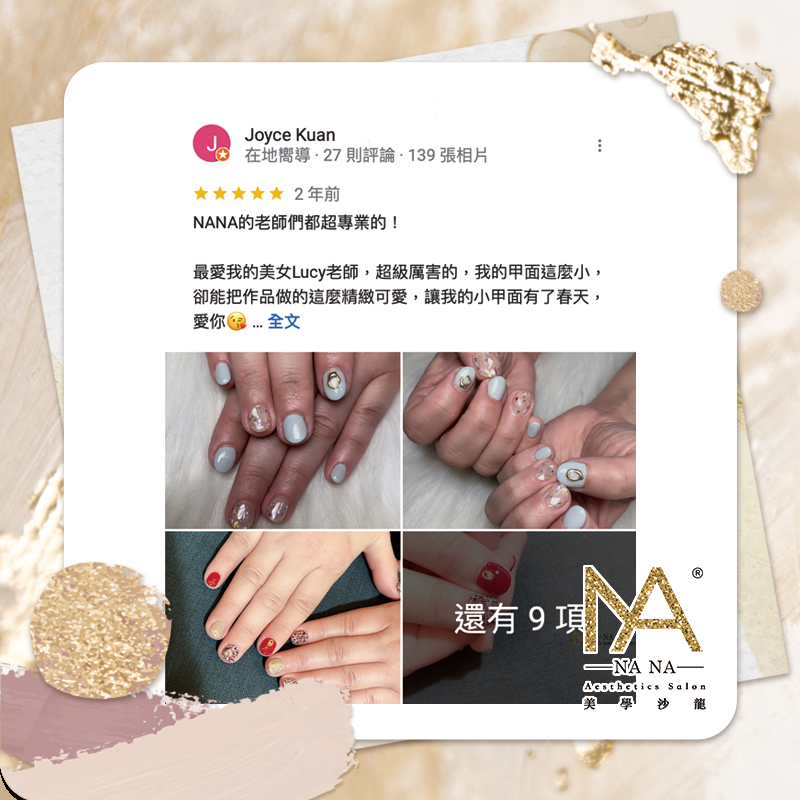 J
Joyce Kuan
在地嚮導 · 27 則評論 · 139 張相片
2 年前
NANA的老師們都超專業的！
最愛我的美女Lucy老師，超級厲害的，我的甲面這麼小，
卻能把作品做的這麼精緻可愛，讓我的小甲面有了春天，
愛你😘 ... 全文
還有 9 項
NA ®
NA NA
Aesthetics Salon
美學沙龍